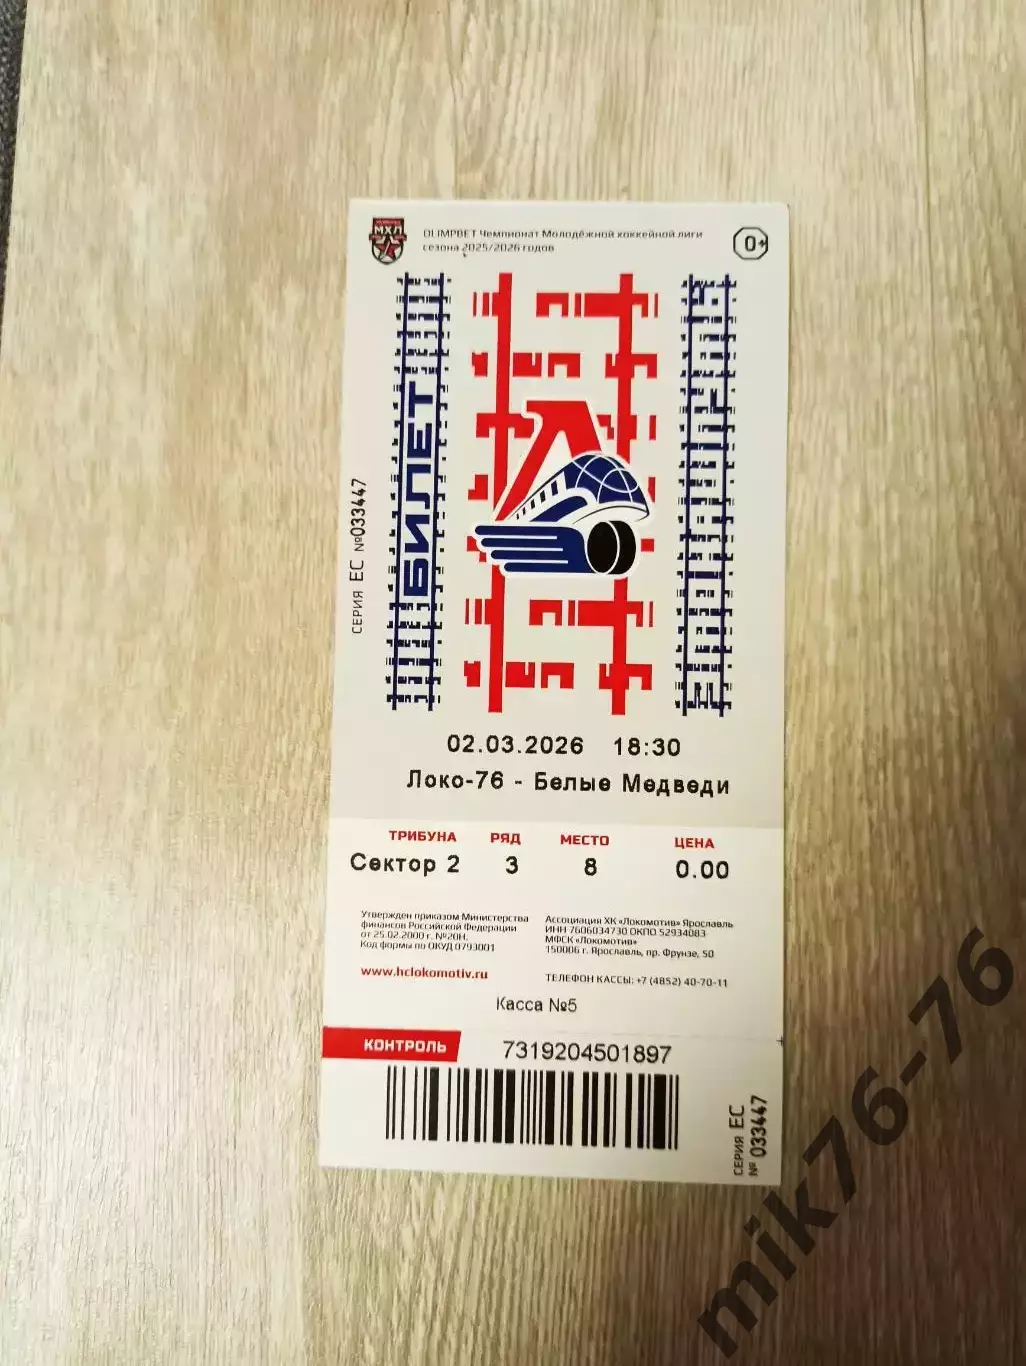 МХЛ
OLIMPBET Чемпионат Молодёжной хоккейной лиги
сезона 2025/2026 годов
0+
БИЛЕТ
СЕРИЯ ЕС №033447
02.03.2026 18:30
Локо-76 - Белые Медведи
ТРИБУНА РЯД МЕСТО ЦЕНА
Сектор 2 3 8 0.00
Утвержден приказом Министерства
финансов Российской Федерации
от 25.02.2000 г. №20Н.
Код формы по ОКУД 0793001
www.hclokomotiv.ru
Ассоциация ХК «Локомотив» Ярославль
ИНН 7606034730 ОКПО 52934083
МФСК «Локомотив»
150006 г. Ярославль, пр. Фрунзе, 50
ТЕЛЕФОН КАССЫ: +7 (4852) 40-70-11
Касса №5
КОНТРОЛЬ 7319204501897
СЕРИЯ ЕС
№ 033447
mik76-76